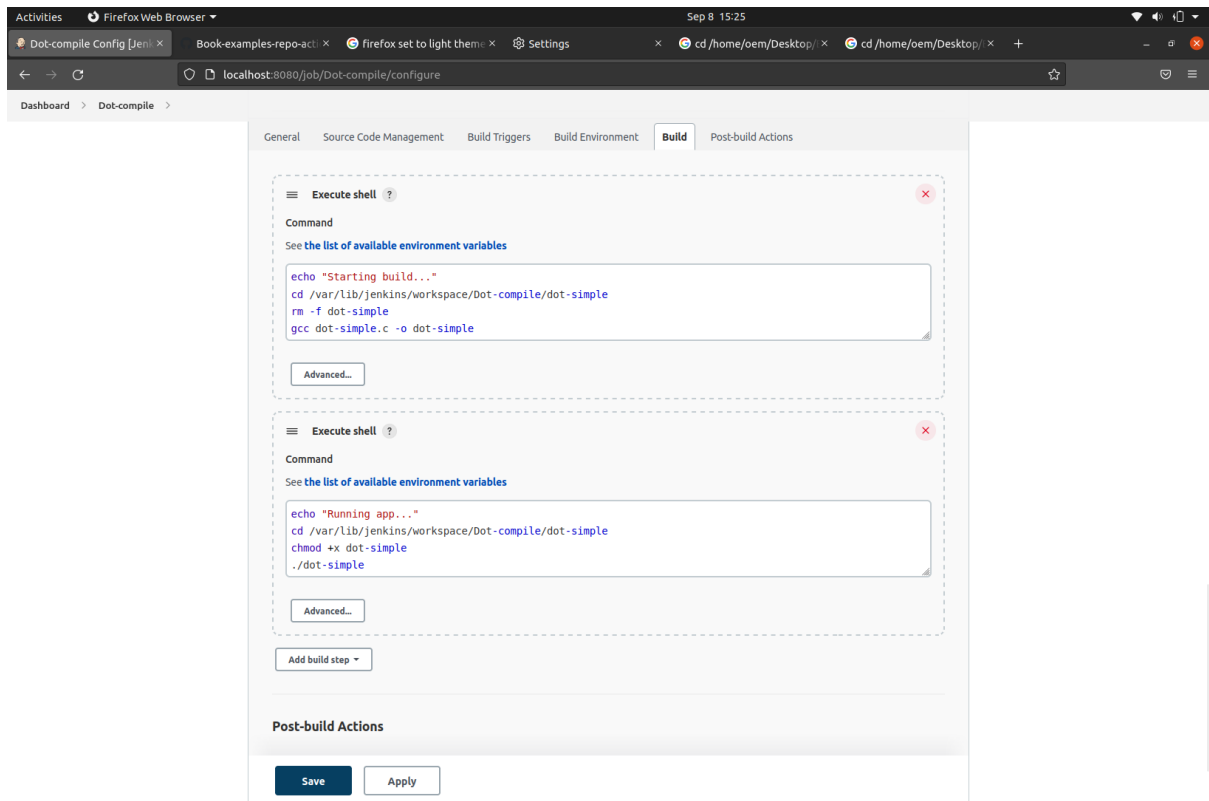 Activities Firefox Web Browser Sep 8 15:25
Dot-compile Config [Jenk Book-examples-repo-acti firefox set to light theme Settings cd /home/oem/Desktop/ cd /home/oem/Desktop/
localhost:8080/job/Dot-compile/configure
Dashboard > Dot-compile >
General Source Code Management Build Triggers Build Environment Build Post-build Actions
Execute shell ?
Command
See the list of available environment variables
echo "Starting build..."
cd /var/lib/jenkins/workspace/Dot-compile/dot-simple
rm -f dot-simple
gcc dot-simple.c -o dot-simple
Advanced...
Execute shell ?
Command
See the list of available environment variables
echo "Running app..."
cd /var/lib/jenkins/workspace/Dot-compile/dot-simple
chmod +x dot-simple
./dot-simple
Advanced...
Add build step
Post-build Actions
Save Apply